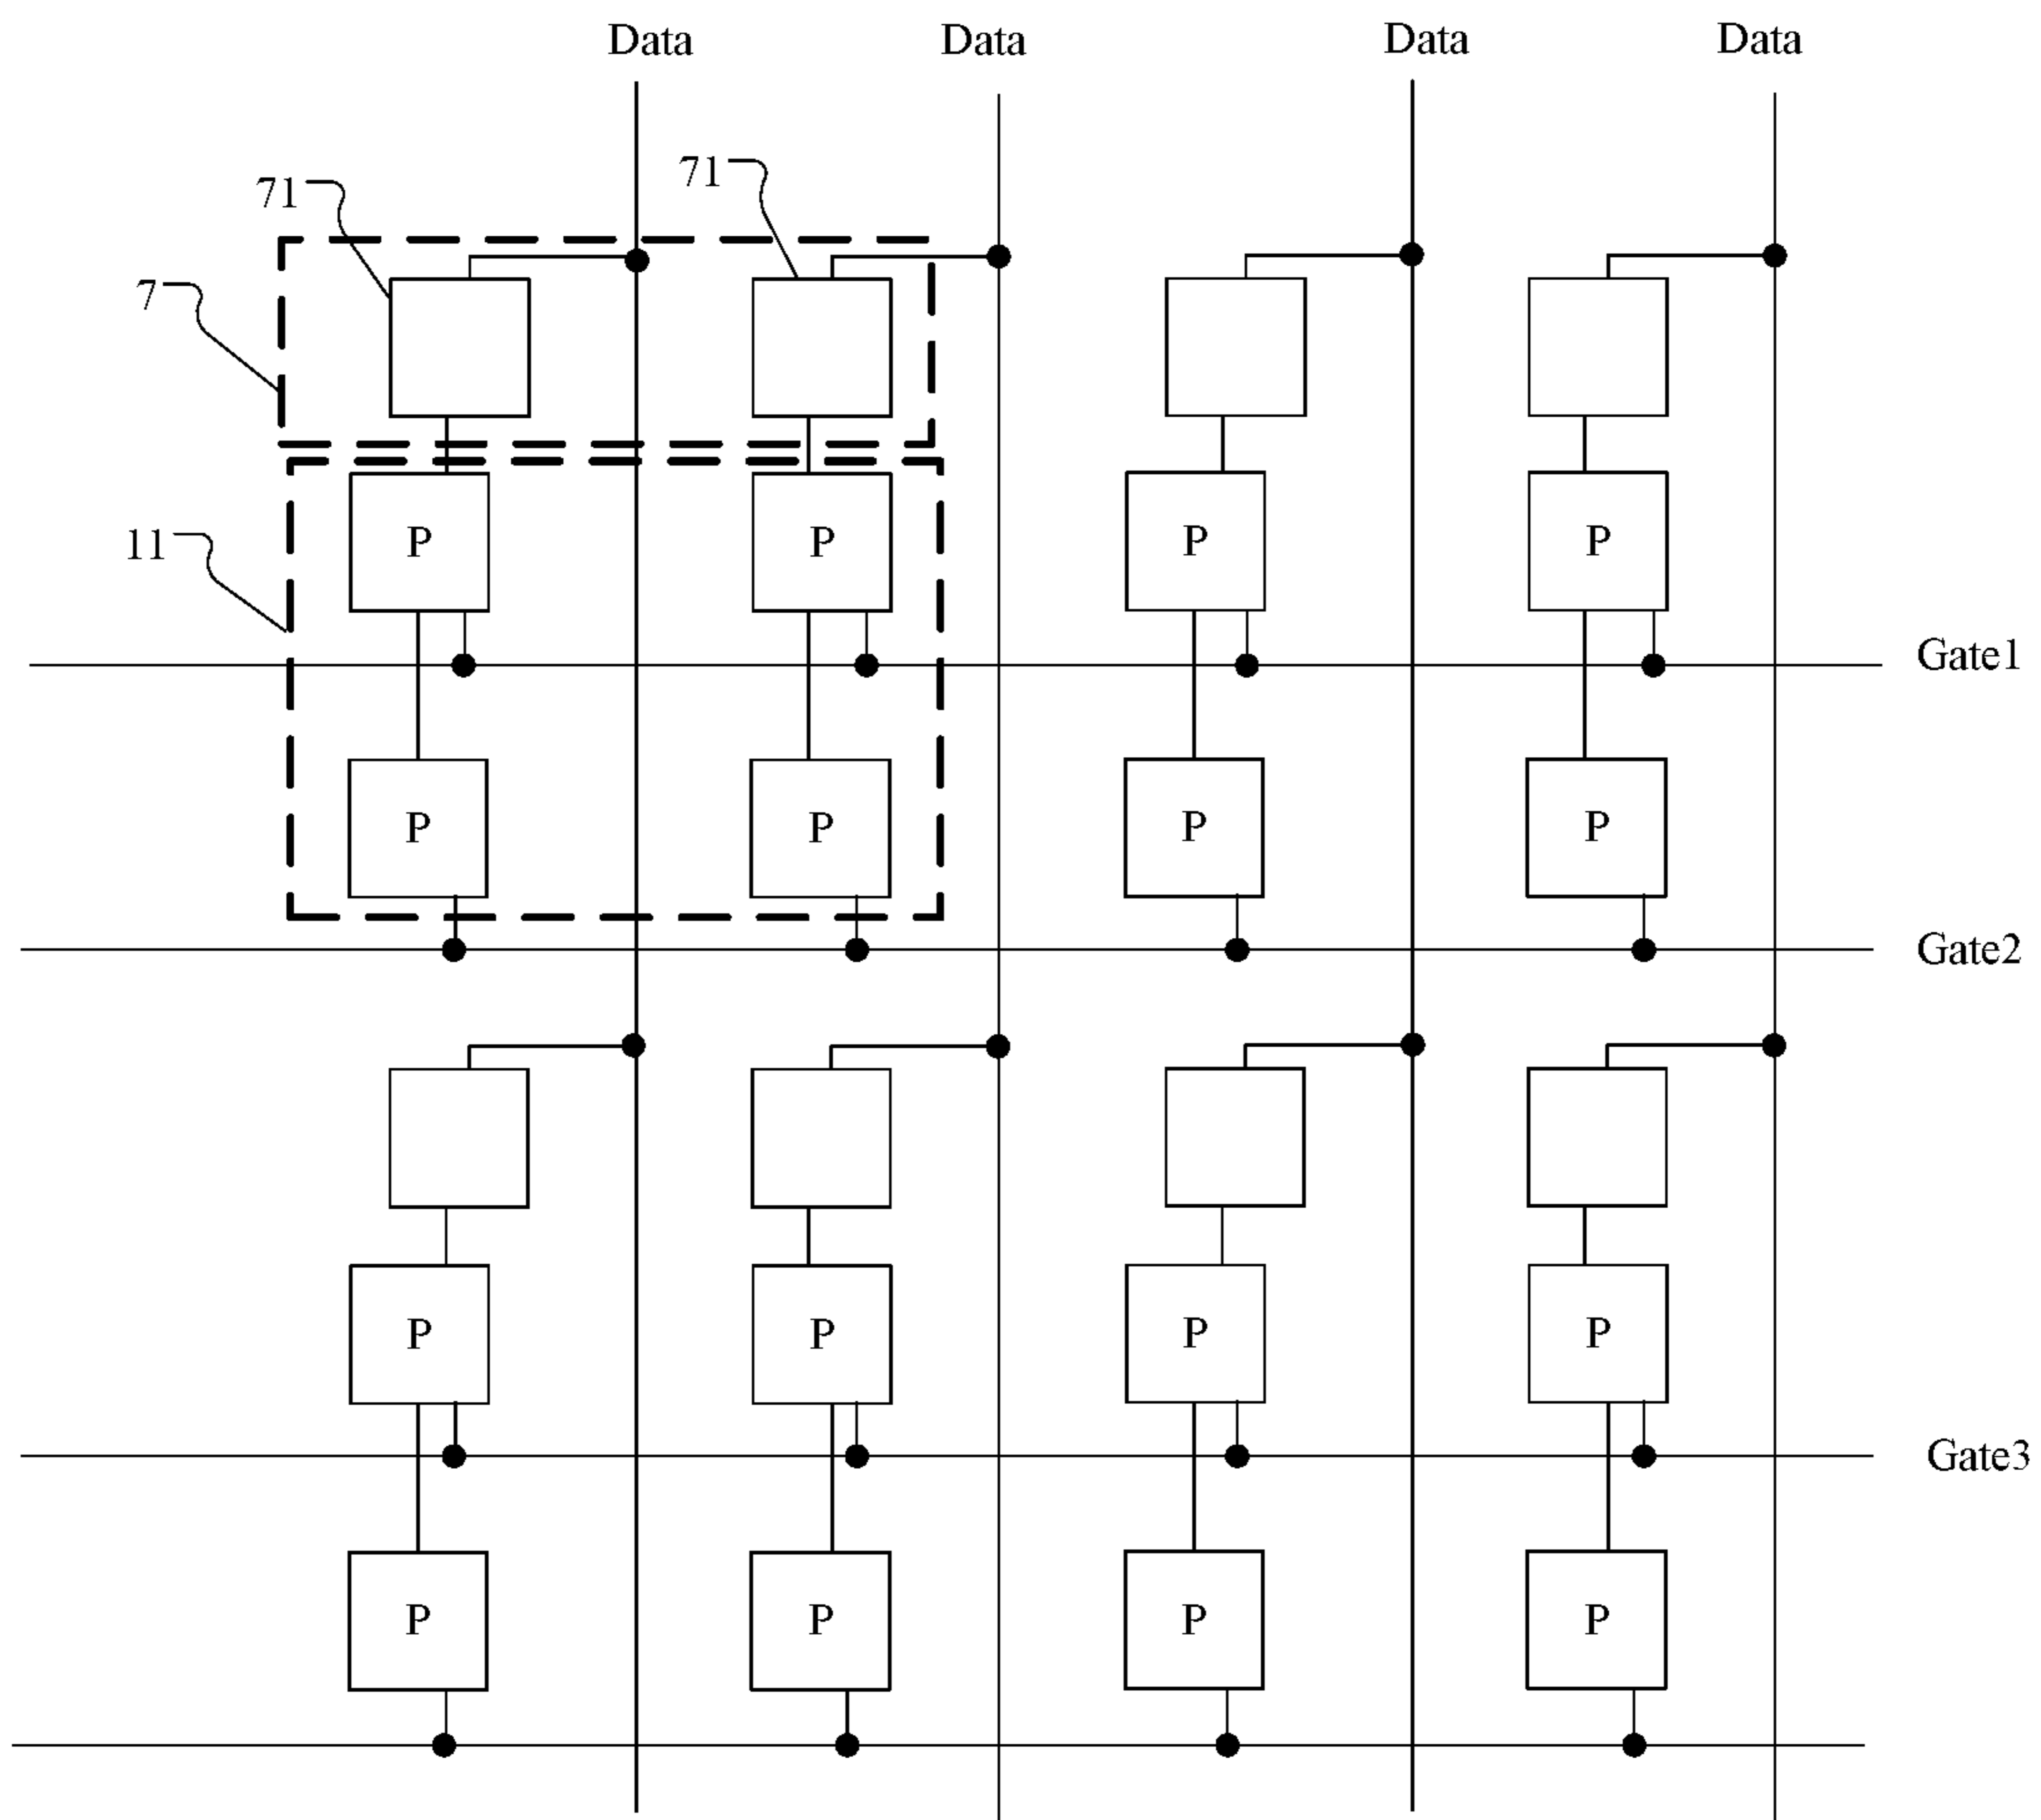 Data Data Data Data
71 71
7
P P P P
11
Gate1
P P P P
Gate2
P P P P
Gate3
P P P P